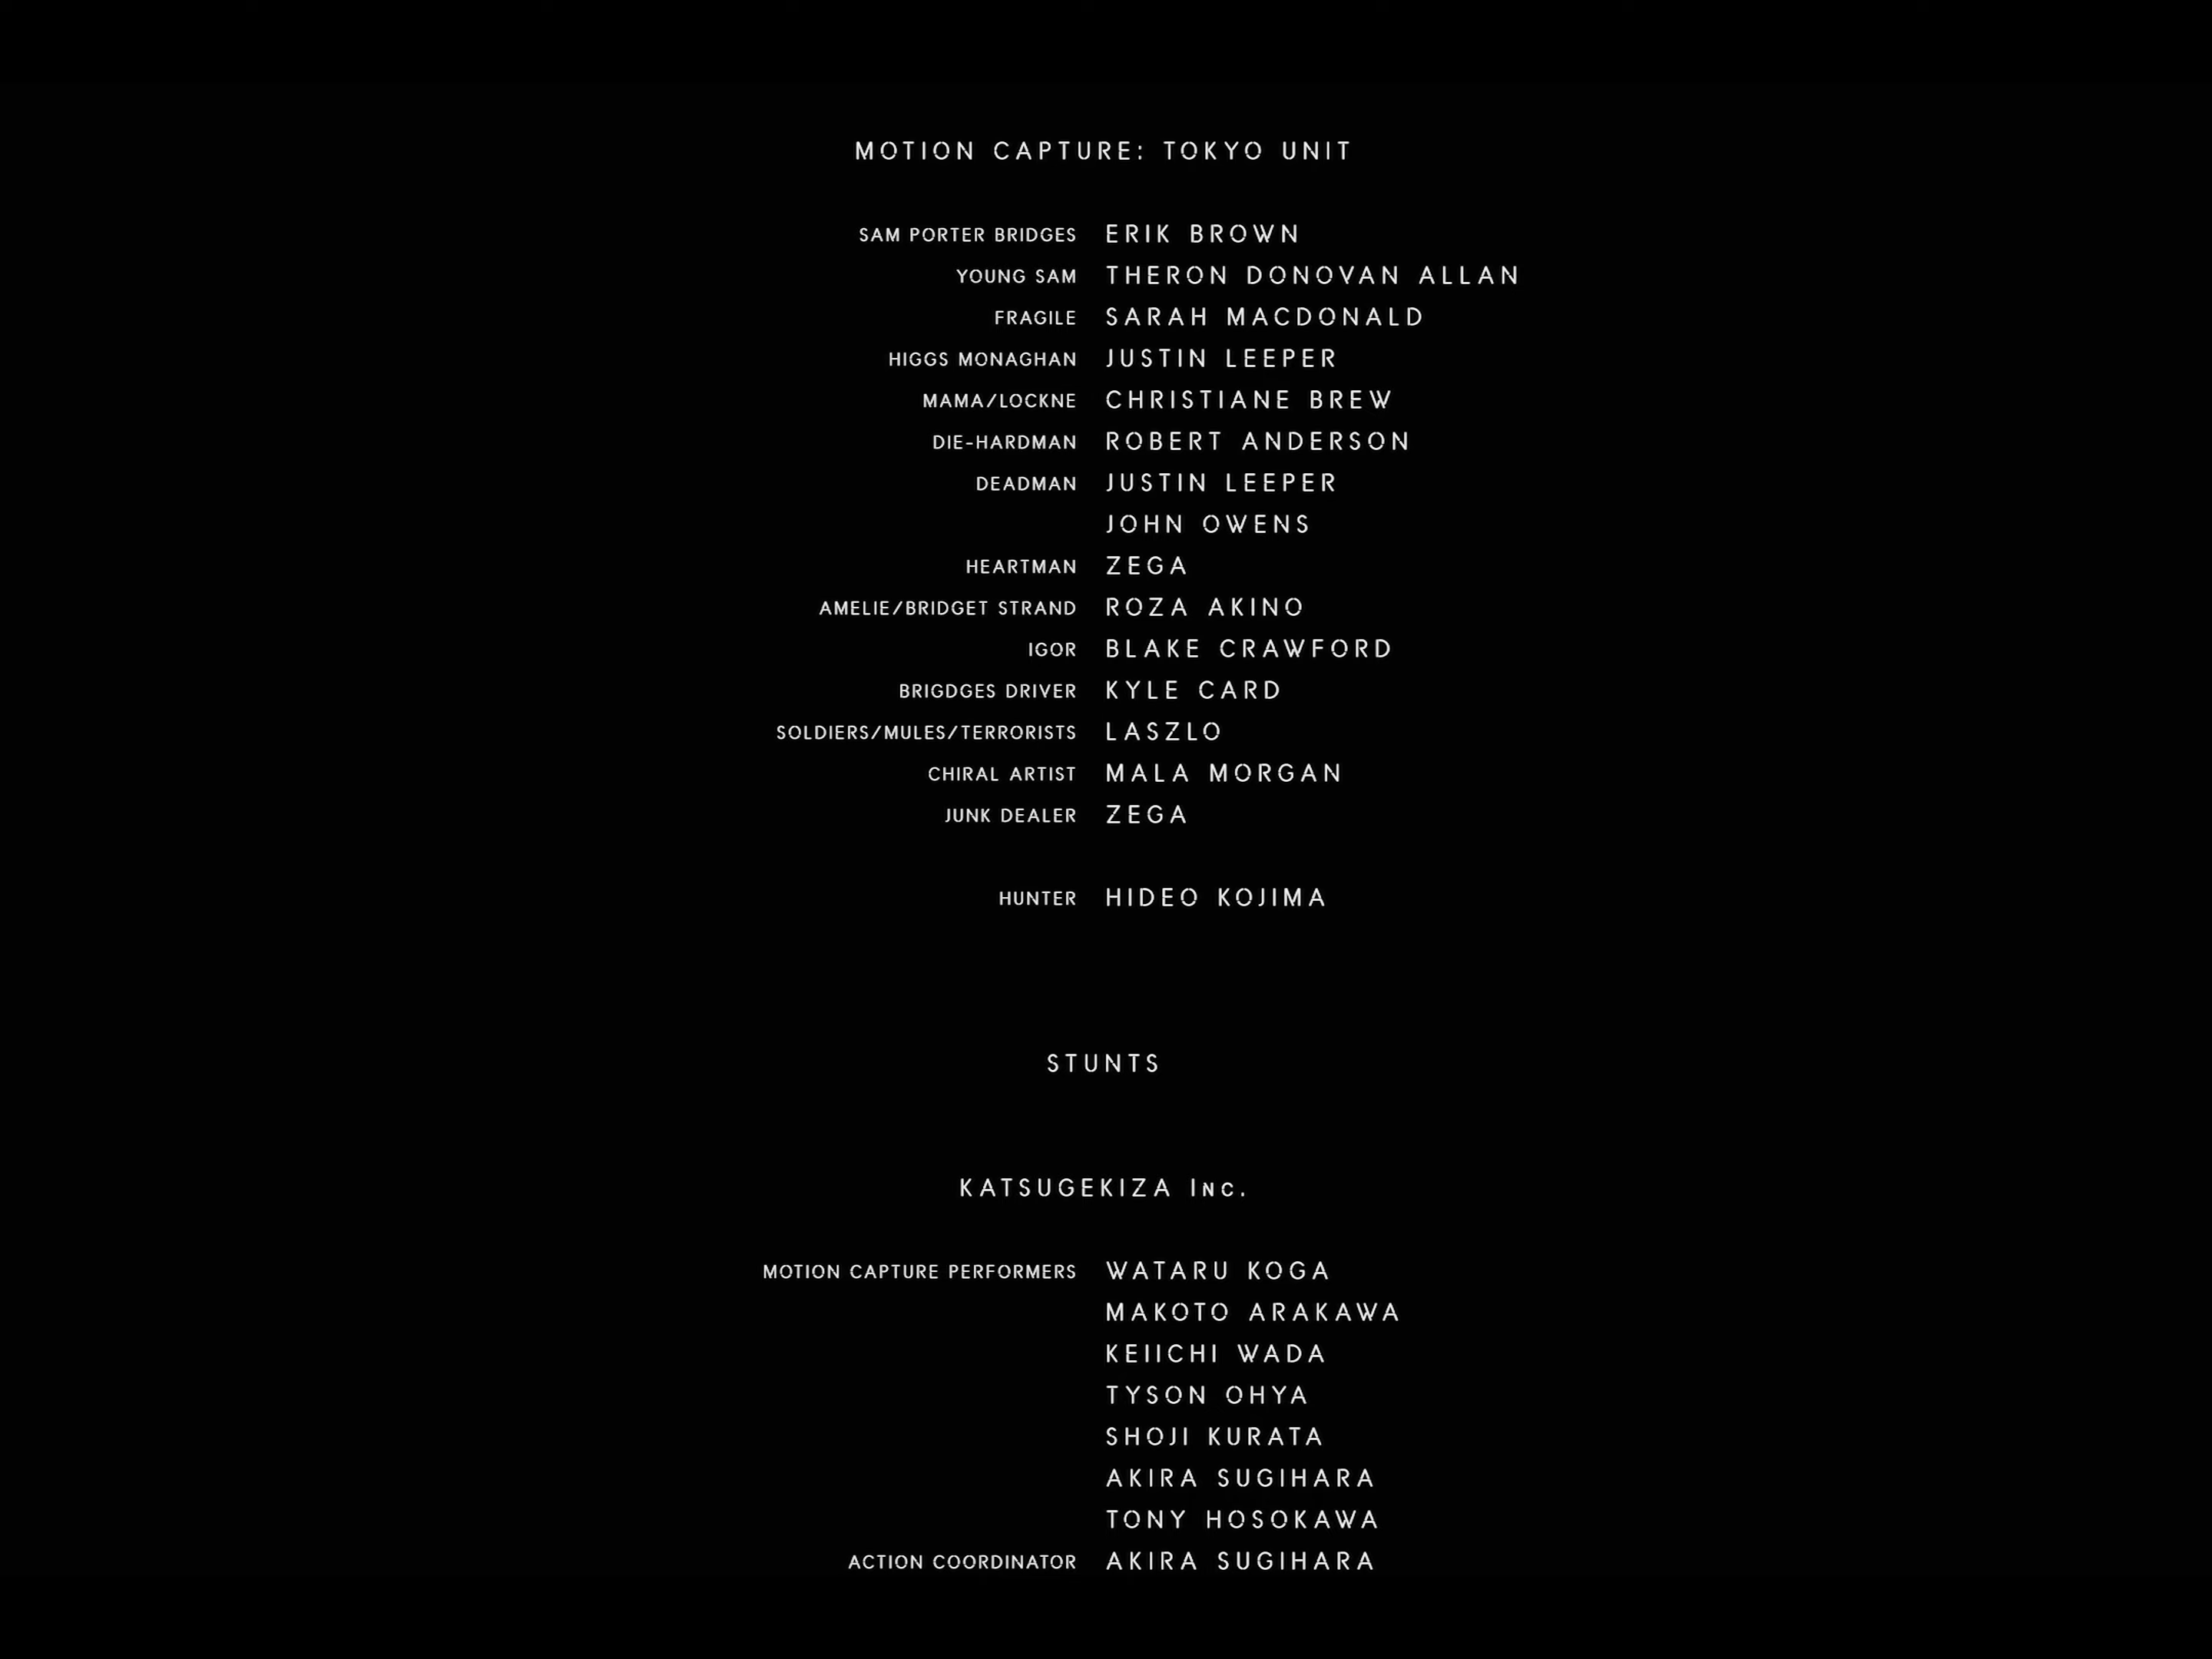 MOTION CAPTURE: TOKYO UNIT
SAM PORTER BRIDGES ERIK BROWN
YOUNG SAM THERON DONOVAN ALLAN
FRAGILE SARAH MACDONALD
HIGGS MONAGHAN JUSTIN LEEPER
MAMA/LOCKNE CHRISTIANE BREW
DIE-HARDMAN ROBERT ANDERSON
DEADMAN JUSTIN LEEPER
JOHN OWENS
HEARTMAN ZEGA
AMELIE/BRIDGET STRAND ROZA AKINO
IGOR BLAKE CRAWFORD
BRIGDGES DRIVER KYLE CARD
SOLDIERS/MULES/TERRORISTS LASZLO
CHIRAL ARTIST MALA MORGAN
JUNK DEALER ZEGA
HUNTER HIDEO KOJIMA
STUNTS
KATSUGEKIZA Inc.
MOTION CAPTURE PERFORMERS WATARU KOGA
MAKOTO ARAKAWA
KEIICHI WADA
TYSON OHYA
SHOJI KURATA
AKIRA SUGIHARA
TONY HOSOKAWA
ACTION COORDINATOR AKIRA SUGIHARA